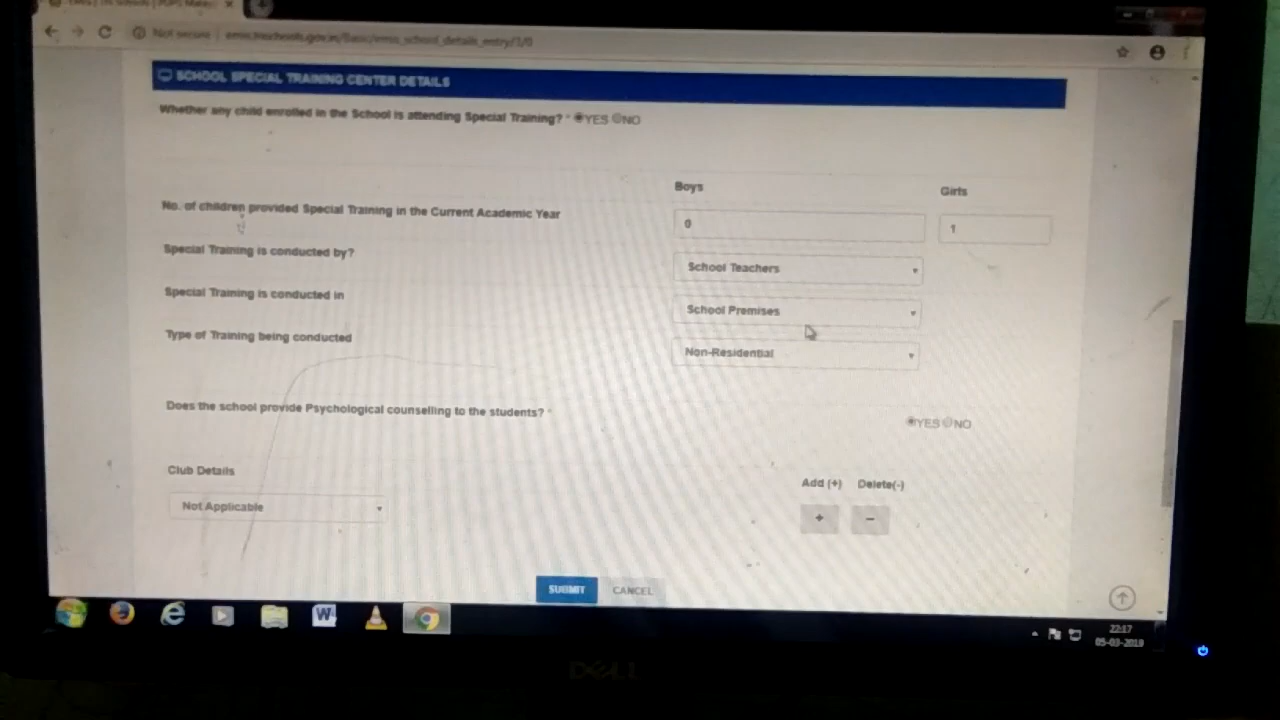 Not secure
SCHOOL SPECIAL TRAINING CENTER DETAILS
Whether any child enrolled in the School is attending Special Training? * YES NO
Boys Girls
No. of children provided Special Training in the Current Academic Year 0 1
Special Training is conducted by? School Teachers
Special Training is conducted in School Premises
Type of Training being conducted Non-Residential
Does the school provide Psychological counselling to the students? * YES NO
Club Details Add (+) Delete(-)
Not Applicable + -
SUBMIT CANCEL
22:17
05-03-2019
DELL